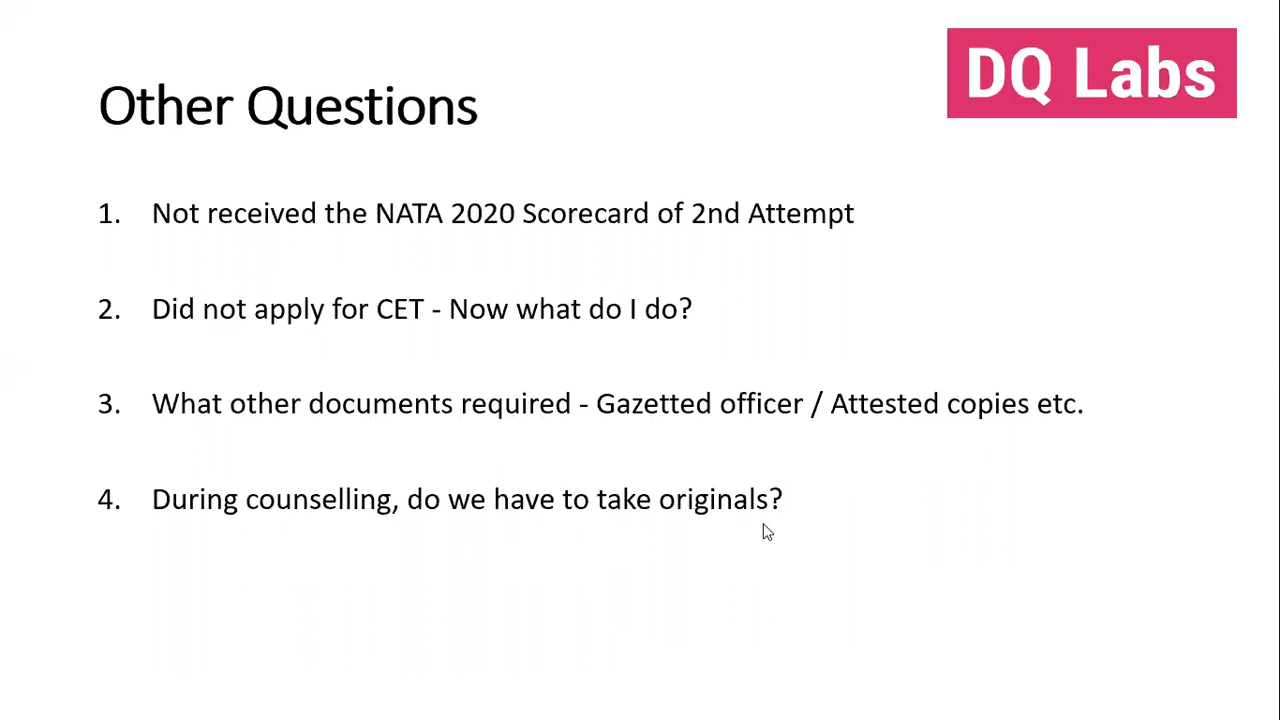 DQ Labs
Other Questions
1. Not received the NATA 2020 Scorecard of 2nd Attempt
2. Did not apply for CET - Now what do I do?
3. What other documents required - Gazetted officer / Attested copies etc.
4. During counselling, do we have to take originals?